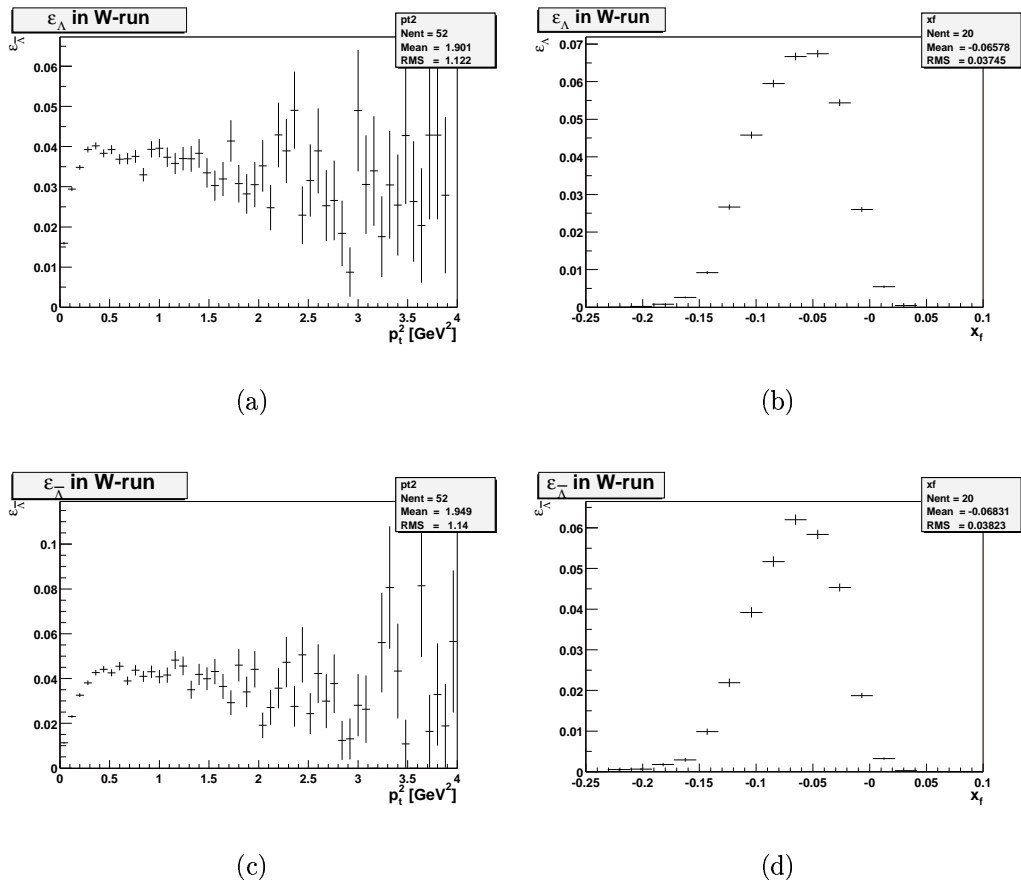 ε_Λ in W-run
pt2
Nent = 52
Mean = 1.901
RMS = 1.122
ε_Λ
0.06
0.05
0.04
0.03
0.02
0.01
0
0 0.5 1 1.5 2 2.5 3 3.5 4
p_t^2 [GeV^2]
(a)
ε_Λ in W-run
xf
Nent = 20
Mean = -0.06578
RMS = 0.03745
ε_Λ
0.07
0.06
0.05
0.04
0.03
0.02
0.01
0
-0.25 -0.2 -0.15 -0.1 -0.05 -0 0.05 0.1
x_f
(b)
ε_Λ̅ in W-run
pt2
Nent = 52
Mean = 1.949
RMS = 1.14
ε_Λ̅
0.1
0.08
0.06
0.04
0.02
0
0 0.5 1 1.5 2 2.5 3 3.5 4
p_t^2 [GeV^2]
(c)
ε_Λ̅ in W-run
xf
Nent = 20
Mean = -0.06831
RMS = 0.03823
ε_Λ̅
0.06
0.05
0.04
0.03
0.02
0.01
0
-0.25 -0.2 -0.15 -0.1 -0.05 -0 0.05 0.1
x_f
(d)